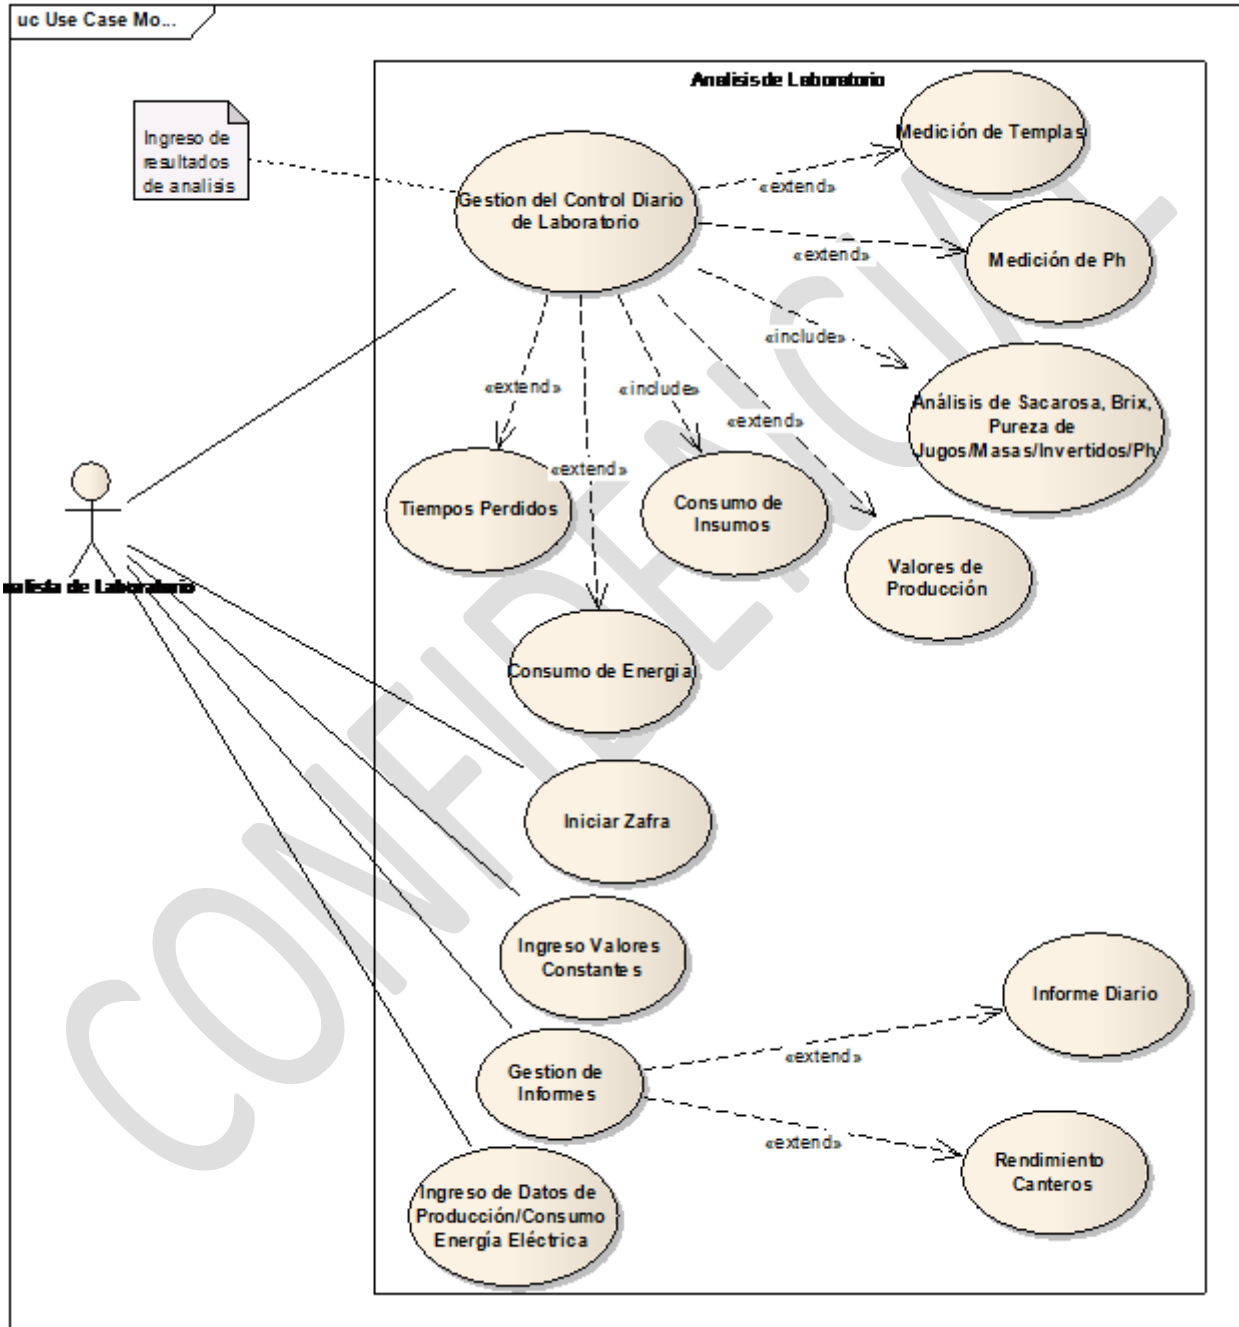 uc Use Case Mo...
Analisis de Laboratorio
Ingreso de
resultados
de analisis
Gestion del Control Diario
de Laboratorio
Medición de Templas
«extend»
Medición de Ph
«extend»
«include»
Análisis de Sacarosa, Brix,
Pureza de
Jugos/Masas/Invertidos/Ph
«extend»
«include»
«extend»
«extend»
Tiempos Perdidos
Consumo de
Insumos
Valores de
Producción
de Laboratorio
Consumo de Energia
Iniciar Zafra
Ingreso Valores
Constantes
Informe Diario
«extend»
Gestion de
Informes
«extend»
Rendimiento
Canteros
Ingreso de Datos de
Producción/Consumo
Energía Eléctrica
CONFIDENCIAL